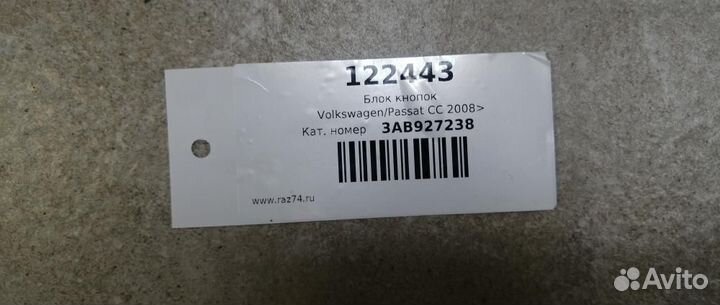 122443
Блок кнопок
Volkswagen/Passat CC 2008>
Кат. номер 3AB927238
www.raz74.ru
Avito